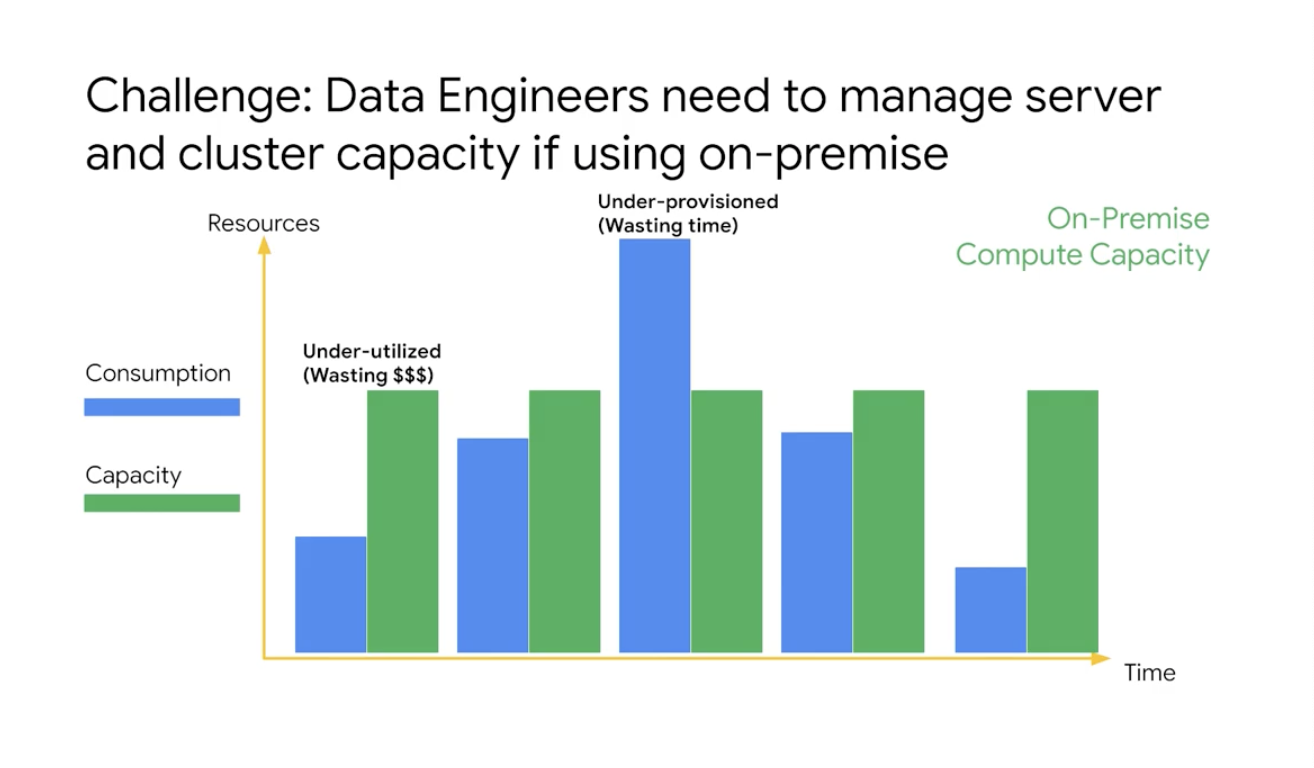 Challenge: Data Engineers need to manage server
and cluster capacity if using on-premise
Resources
Under-provisioned
(Wasting time)
On-Premise
Compute Capacity
Under-utilized
(Wasting $$$)
Consumption
Capacity
Time